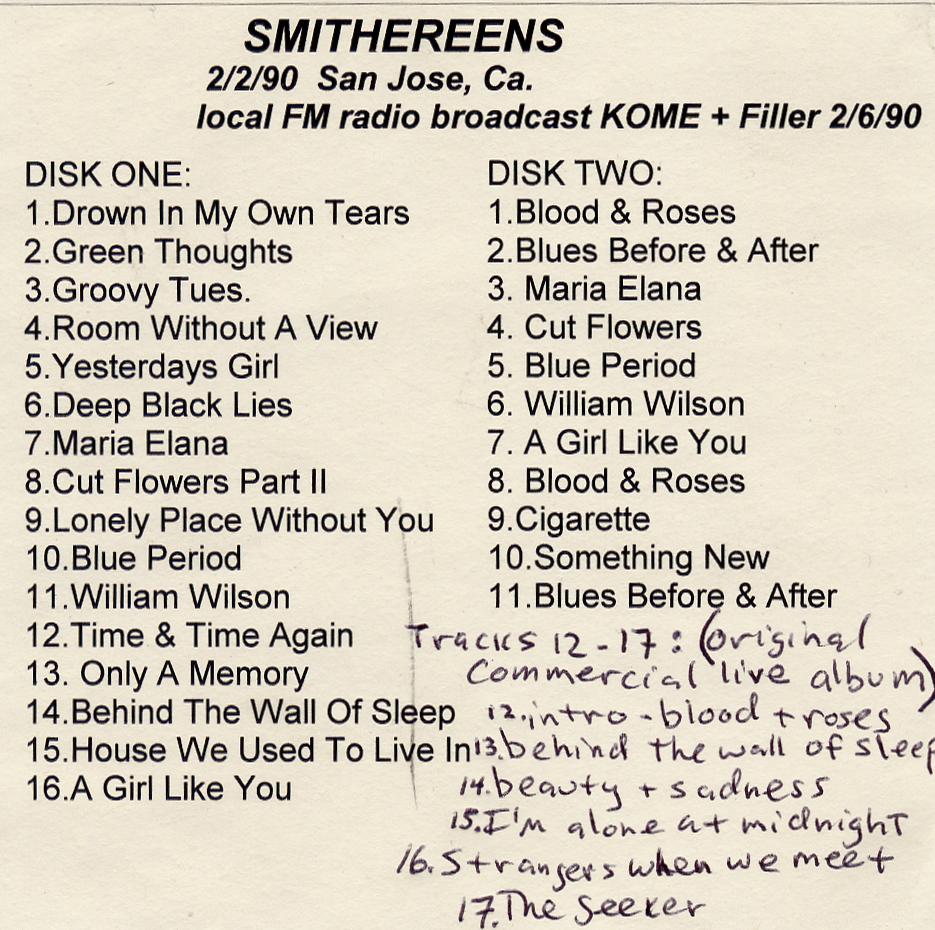 SMITHEREENS
2/2/90 San Jose, Ca.
local FM radio broadcast KOME + Filler 2/6/90
DISK ONE:
1.Drown In My Own Tears
2.Green Thoughts
3.Groovy Tues.
4.Room Without A View
5.Yesterdays Girl
6.Deep Black Lies
7.Maria Elana
8.Cut Flowers Part II
9.Lonely Place Without You
10.Blue Period
11.William Wilson
12.Time & Time Again
13. Only A Memory
14.Behind The Wall Of Sleep
15.House We Used To Live In
16.A Girl Like You
DISK TWO:
1.Blood & Roses
2.Blues Before & After
3. Maria Elana
4. Cut Flowers
5. Blue Period
6. William Wilson
7. A Girl Like You
8. Blood & Roses
9.Cigarette
10.Something New
11.Blues Before & After
Tracks 12-17: (original
Commercial live album)
12.intro-blood + roses
13.behind the wall of sleep
14.beauty + sadness
15.I'm alone at midnight
16.Strangers when we meet
17.The Seeker